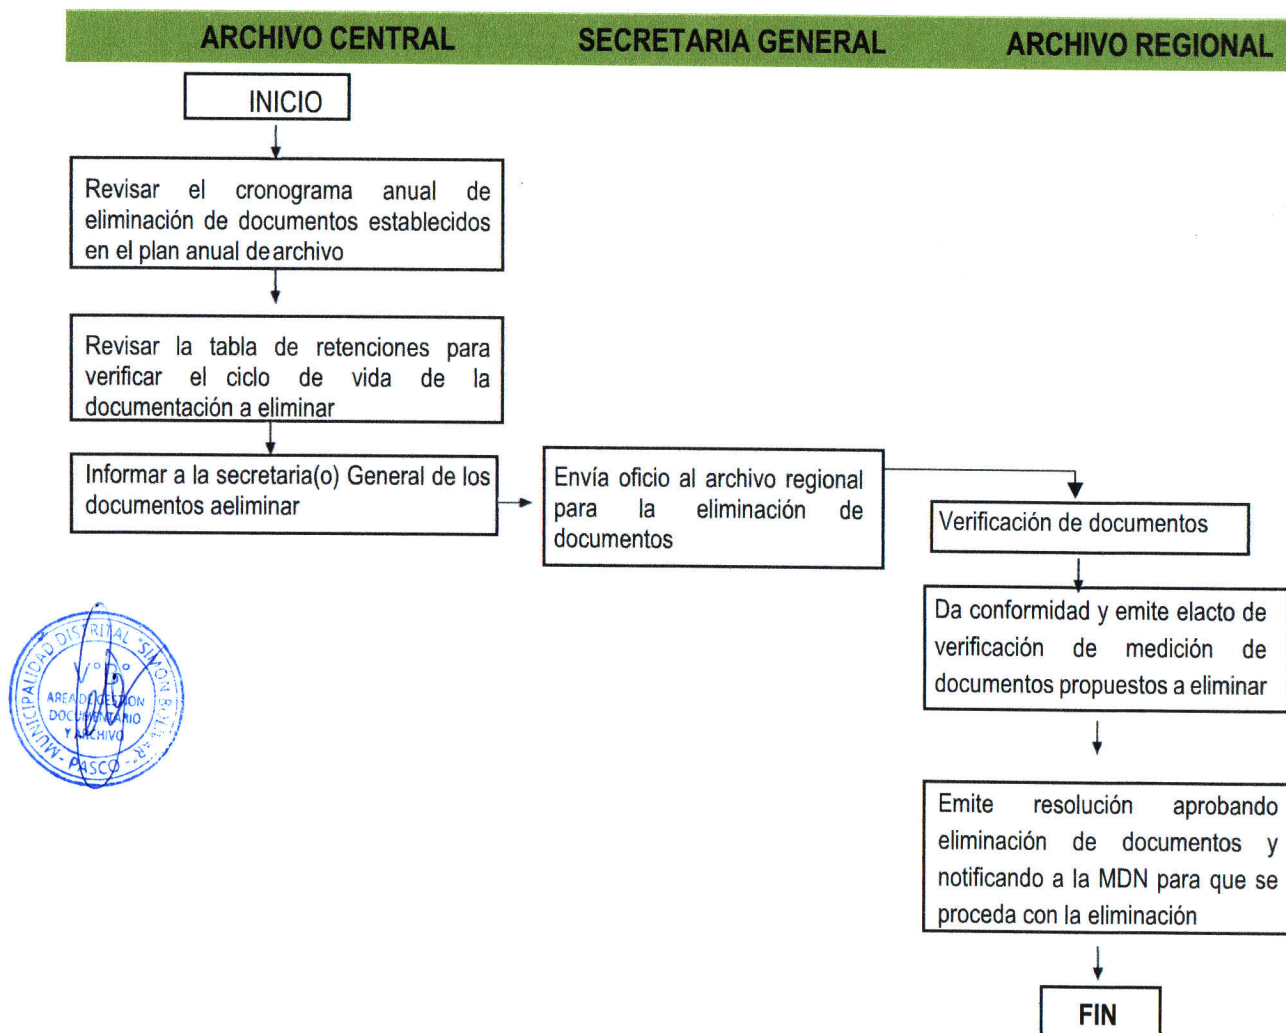 ARCHIVO CENTRAL SECRETARIA GENERAL ARCHIVO REGIONAL
INICIO
Revisar el cronograma anual de
eliminación de documentos establecidos
en el plan anual de archivo
Revisar la tabla de retenciones para
verificar el ciclo de vida de la
documentación a eliminar
Informar a la secretaria(o) General de los
documentos aeliminar
Envía oficio al archivo regional
para la eliminación de
documentos
Verificación de documentos
Da conformidad y emite elacto de
verificación de medición de
documentos propuestos a eliminar
Emite resolución aprobando
eliminación de documentos y
notificando a la MDN para que se
proceda con la eliminación
FIN
MUNICIPALIDAD DISTRITAL "SIMON BOLIVAR"
V°B°
AREA DE GESTION
DOCUMENTARIO
Y ARCHIVO
- PASCO -